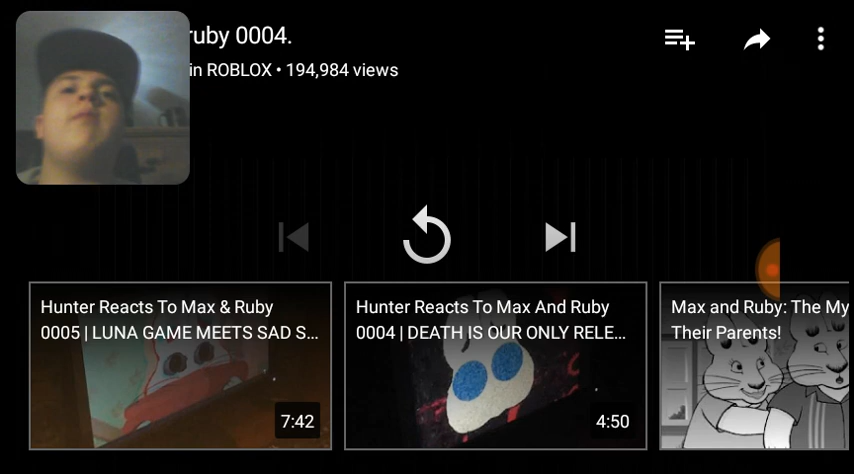 ruby 0004.
in ROBLOX • 194,984 views
Hunter Reacts To Max & Ruby
0005 | LUNA GAME MEETS SAD S...
7:42
Hunter Reacts To Max And Ruby
0004 | DEATH IS OUR ONLY RELE...
4:50
Max and Ruby: The My
Their Parents!